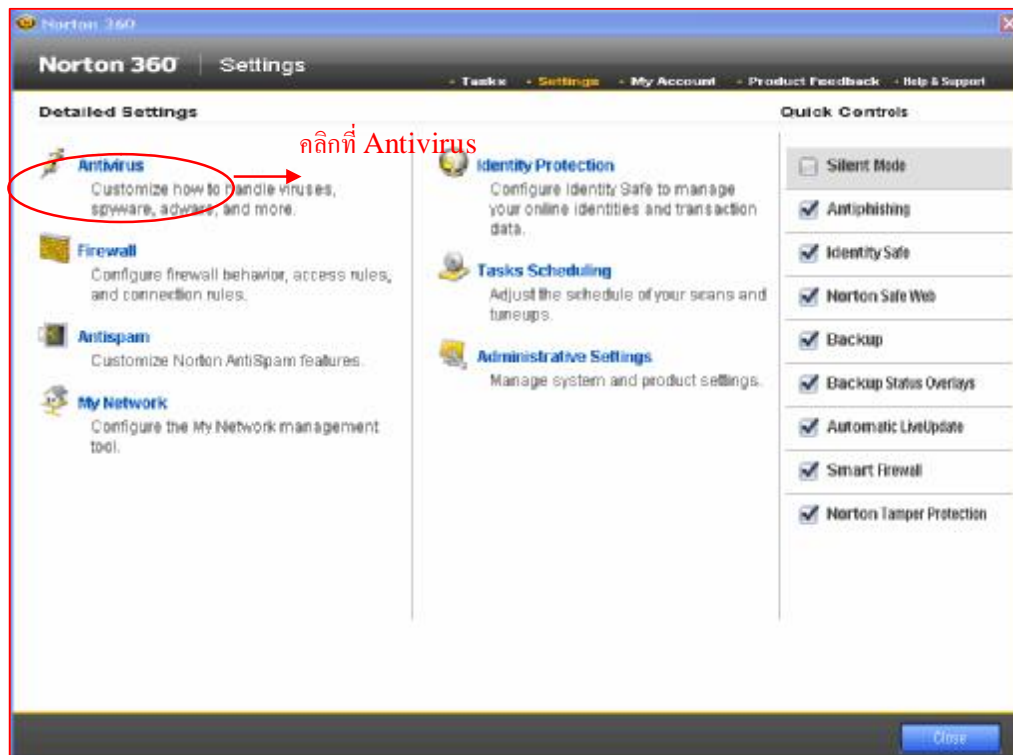 Norton 360
Norton 360 Settings
Tasks Settings My Account Product Feedback Help & Support
Detailed Settings
คลิกที่ Antivirus
Antivirus
Customize how to handle viruses,
spyware, adware, and more.
Firewall
Configure firewall behavior, access rules,
and connection rules.
Antispam
Customize Norton AntiSpam features.
My Network
Configure the My Network management
tool.
Identity Protection
Configure Identity Safe to manage
your online identities and transaction
data.
Tasks Scheduling
Adjust the schedule of your scans and
tuneups.
Administrative Settings
Manage system and product settings.
Quick Controls
Silent Mode
Antiphishing
Identity Safe
Norton Safe Web
Backup
Backup Status Overlays
Automatic LiveUpdate
Smart Firewall
Norton Tamper Protection
Close